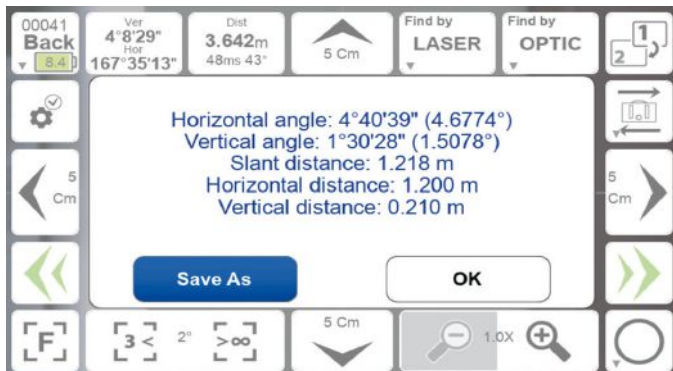 00041
Back
8.4
Ver
4°8'29"
Hor
167°35'13"
Dist
3.642m
48ms 43°
5 Cm
Find by
LASER
Find by
OPTIC
1
2
Horizontal angle: 4°40'39" (4.6774°)
Vertical angle: 1°30'28" (1.5078°)
Slant distance: 1.218 m
Horizontal distance: 1.200 m
Vertical distance: 0.210 m
5
Cm
5
Cm
Save As
OK
F
3 <
2°
>∞
5 Cm
1.0X